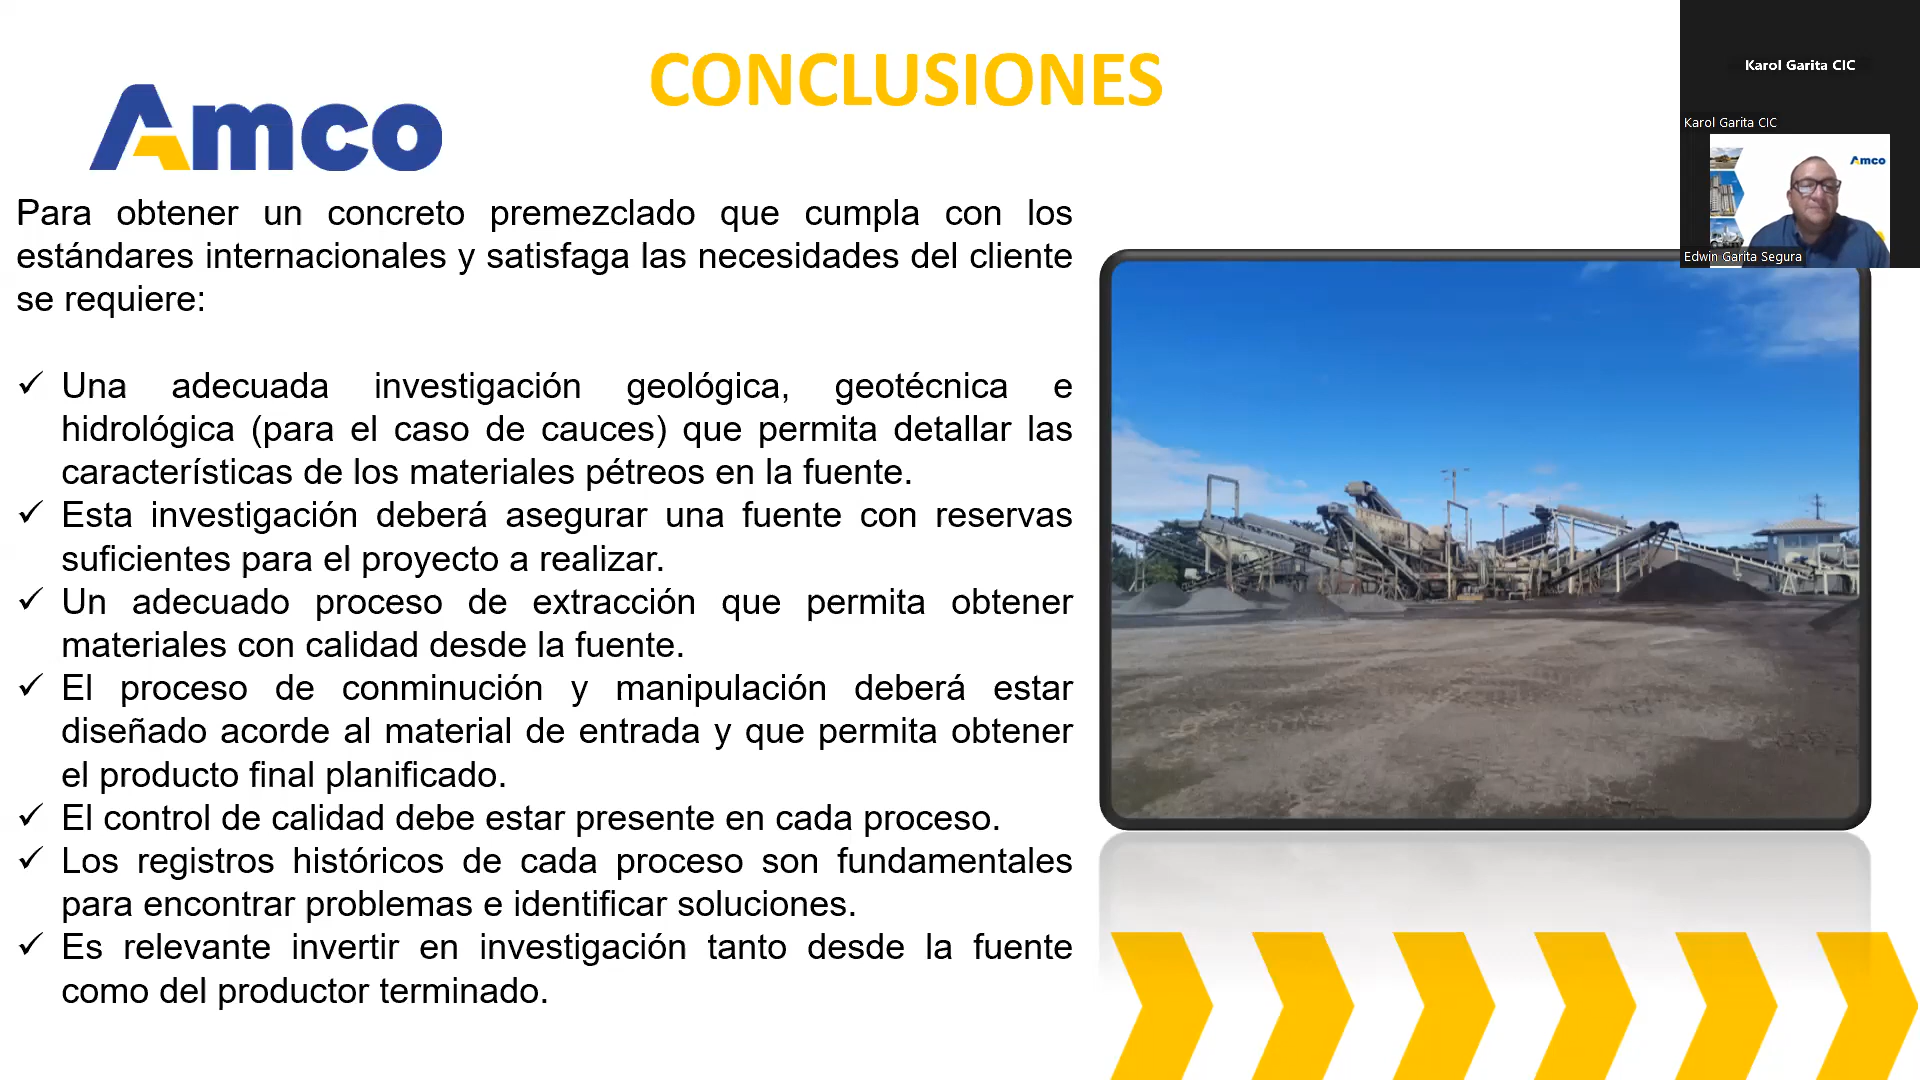 CONCLUSIONES
Amco
Para obtener un concreto premezclado que cumpla con los
estándares internacionales y satisfaga las necesidades del cliente
se requiere:
✓ Una adecuada investigación geológica, geotécnica e
hidrológica (para el caso de cauces) que permita detallar las
características de los materiales pétreos en la fuente.
✓ Esta investigación deberá asegurar una fuente con reservas
suficientes para el proyecto a realizar.
✓ Un adecuado proceso de extracción que permita obtener
materiales con calidad desde la fuente.
✓ El proceso de conminución y manipulación deberá estar
diseñado acorde al material de entrada y que permita obtener
el producto final planificado.
✓ El control de calidad debe estar presente en cada proceso.
✓ Los registros históricos de cada proceso son fundamentales
para encontrar problemas e identificar soluciones.
✓ Es relevante invertir en investigación tanto desde la fuente
como del productor terminado.
Karol Garita CIC
Karol Garita CIC
Amco
Edwin Garita Segura